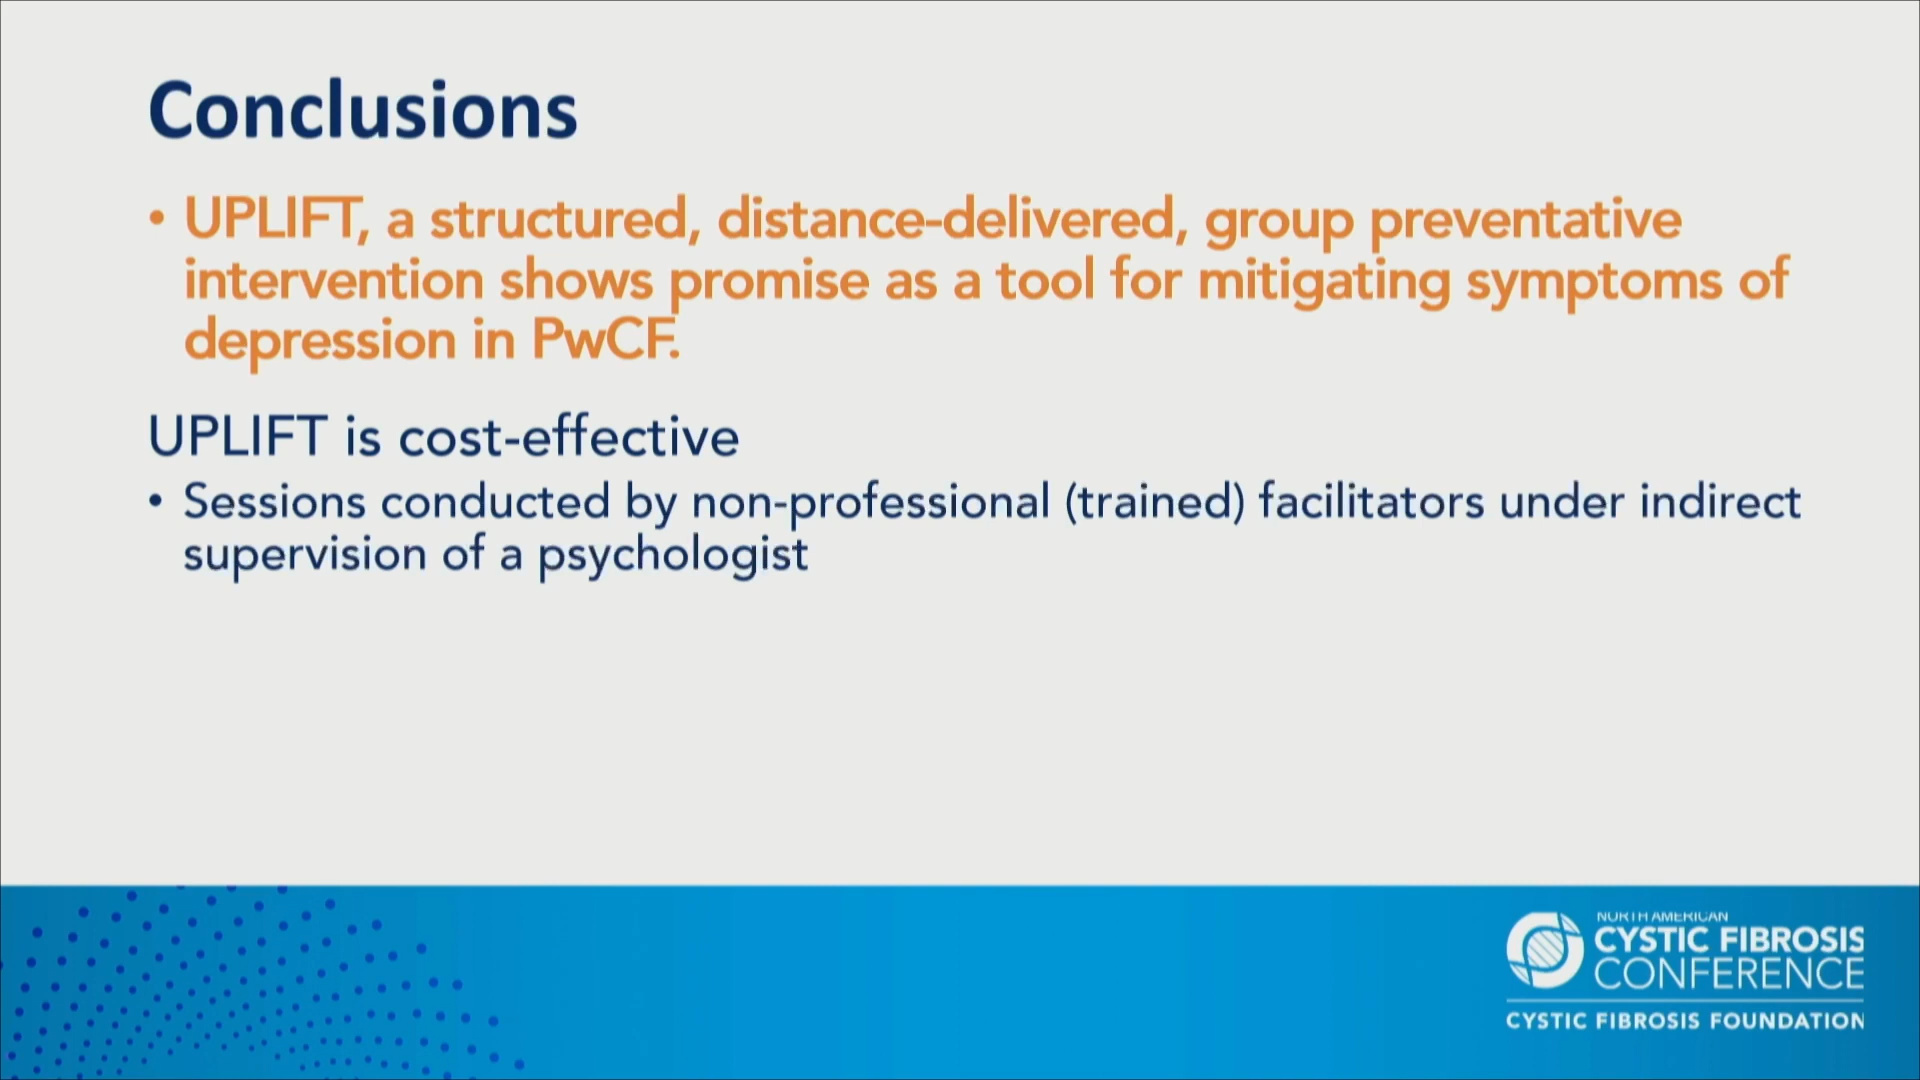 Conclusions
• UPLIFT, a structured, distance-delivered, group preventative
intervention shows promise as a tool for mitigating symptoms of
depression in PwCF.
UPLIFT is cost-effective
• Sessions conducted by non-professional (trained) facilitators under indirect
supervision of a psychologist
NORTH AMERICAN
CYSTIC FIBROSIS
CONFERENCE
CYSTIC FIBROSIS FOUNDATION